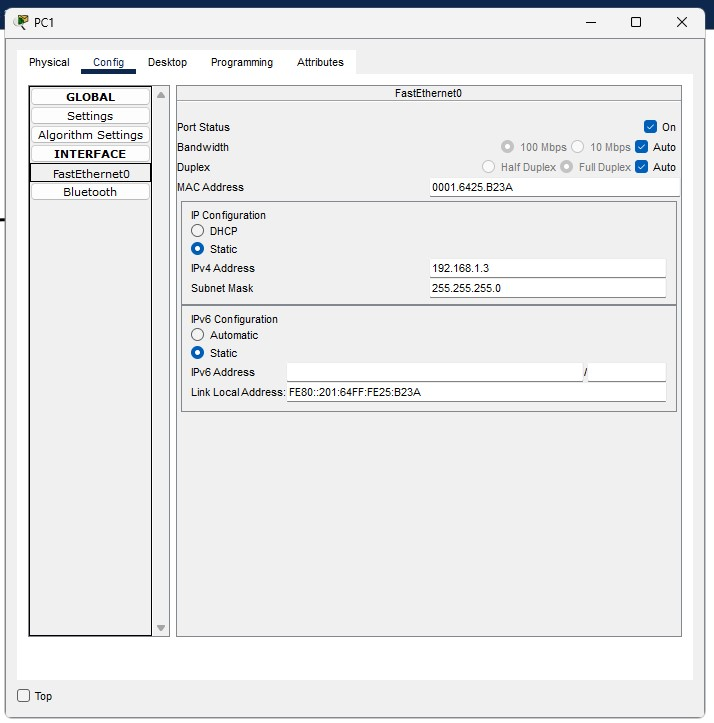 PC1
Physical Config Desktop Programming Attributes
GLOBAL
Settings
Algorithm Settings
INTERFACE
FastEthernet0
Bluetooth
FastEthernet0
Port Status On
Bandwidth 100 Mbps 10 Mbps Auto
Duplex Half Duplex Full Duplex Auto
MAC Address 0001.6425.B23A
IP Configuration
DHCP
Static
IPv4 Address 192.168.1.3
Subnet Mask 255.255.255.0
IPv6 Configuration
Automatic
Static
IPv6 Address /
Link Local Address: FE80::201:64FF:FE25:B23A
Top